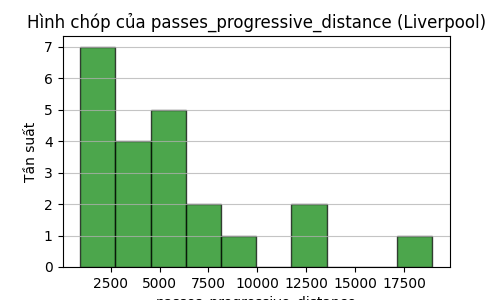 Hình chóp của passes_progressive_distance (Liverpool)
7
6
5
4
3
2
1
0
Tần suất
2500 5000 7500 10000 12500 15000 17500
passes_progressive_distance